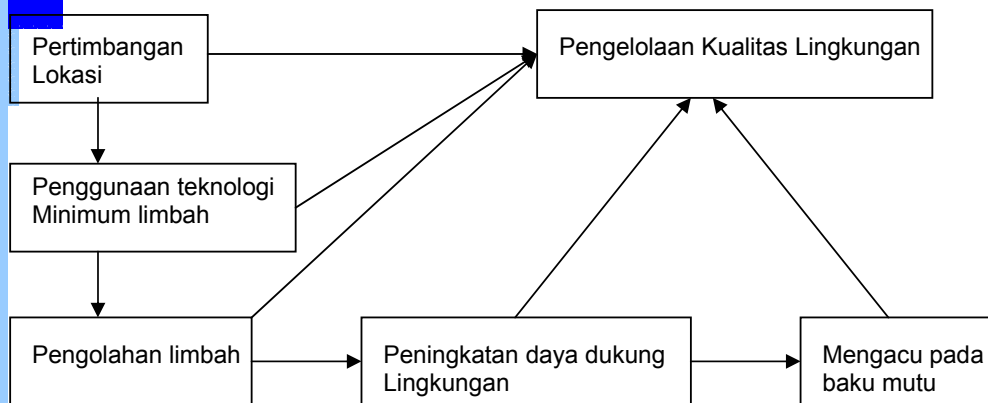 Pertimbangan
Lokasi
Pengelolaan Kualitas Lingkungan
Penggunaan teknologi
Minimum limbah
Pengolahan limbah
Peningkatan daya dukung
Lingkungan
Mengacu pada
baku mutu